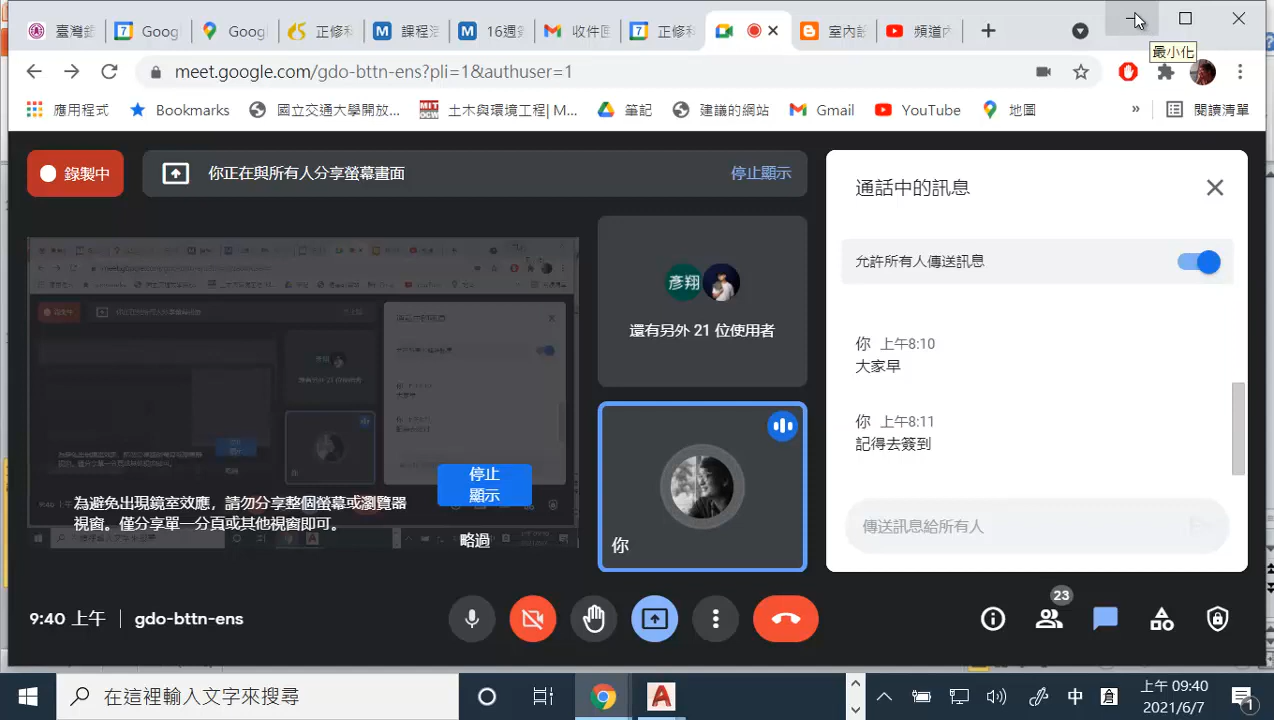 臺灣
Goog
Goog
正修科
課程
16週
收件
正修科
室內
頻道內
最小化
meet.google.com/gdo-bttn-ens?pli=1&authuser=1
應用程式
Bookmarks
國立交通大學開放...
MIT
土木與環境工程| M...
筆記
建議的網站
Gmail
YouTube
地圖
»
閱讀清單
錄製中
你正在與所有人分享螢幕畫面
停止顯示
通話中的訊息
允許所有人傳送訊息
彥翔
還有另外 21 位使用者
你 上午8:10
大家早
你 上午8:11
記得去簽到
為避免出現鏡室效應，請勿分享整個螢幕或瀏覽器
視窗。僅分享單一分頁或其他視窗即可。
停止
顯示
略過
你
傳送訊息給所有人
9:40 上午
gdo-bttn-ens
23
在這裡輸入文字來搜尋
中
上午 09:40
2021/6/7
1